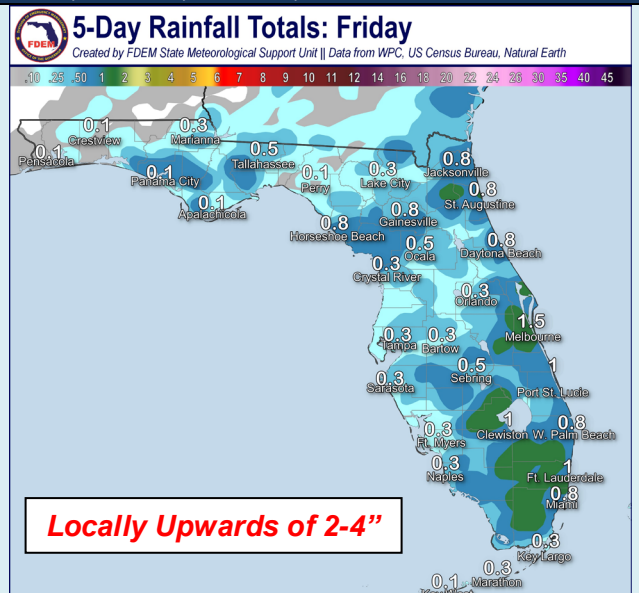 5-Day Rainfall Totals: Friday
FDEM
Created by FDEM State Meteorological Support Unit || Data from WPC, US Census Bureau, Natural Earth
.10 .25 .50 1 2 3 4 5 6 7 8 9 10 11 12 14 16 18 20 22 24 26 30 35 40 45
0.1
Crestview
0.3
Marianna
0.1
Pensacola
0.5
Tallahassee
0.8
Jacksonville
0.1
Panama City
0.1
Perry
0.3
Lake City
0.8
St. Augustine
0.1
Apalachicola
0.8
Gainesville
0.8
Horseshoe Beach
0.5
Ocala
0.8
Daytona Beach
0.3
Crystal River
0.3
Orlando
1.5
Melbourne
0.3
Tampa
0.3
Bartow
0.5
Sebring
1
Port St. Lucie
0.3
Sarasota
1
Clewiston
0.8
W. Palm Beach
0.3
Ft. Myers
0.3
Naples
1
Ft. Lauderdale
0.8
Miami
Locally Upwards of 2-4”
0.3
Key Largo
0.3
Marathon
0.1
Key West